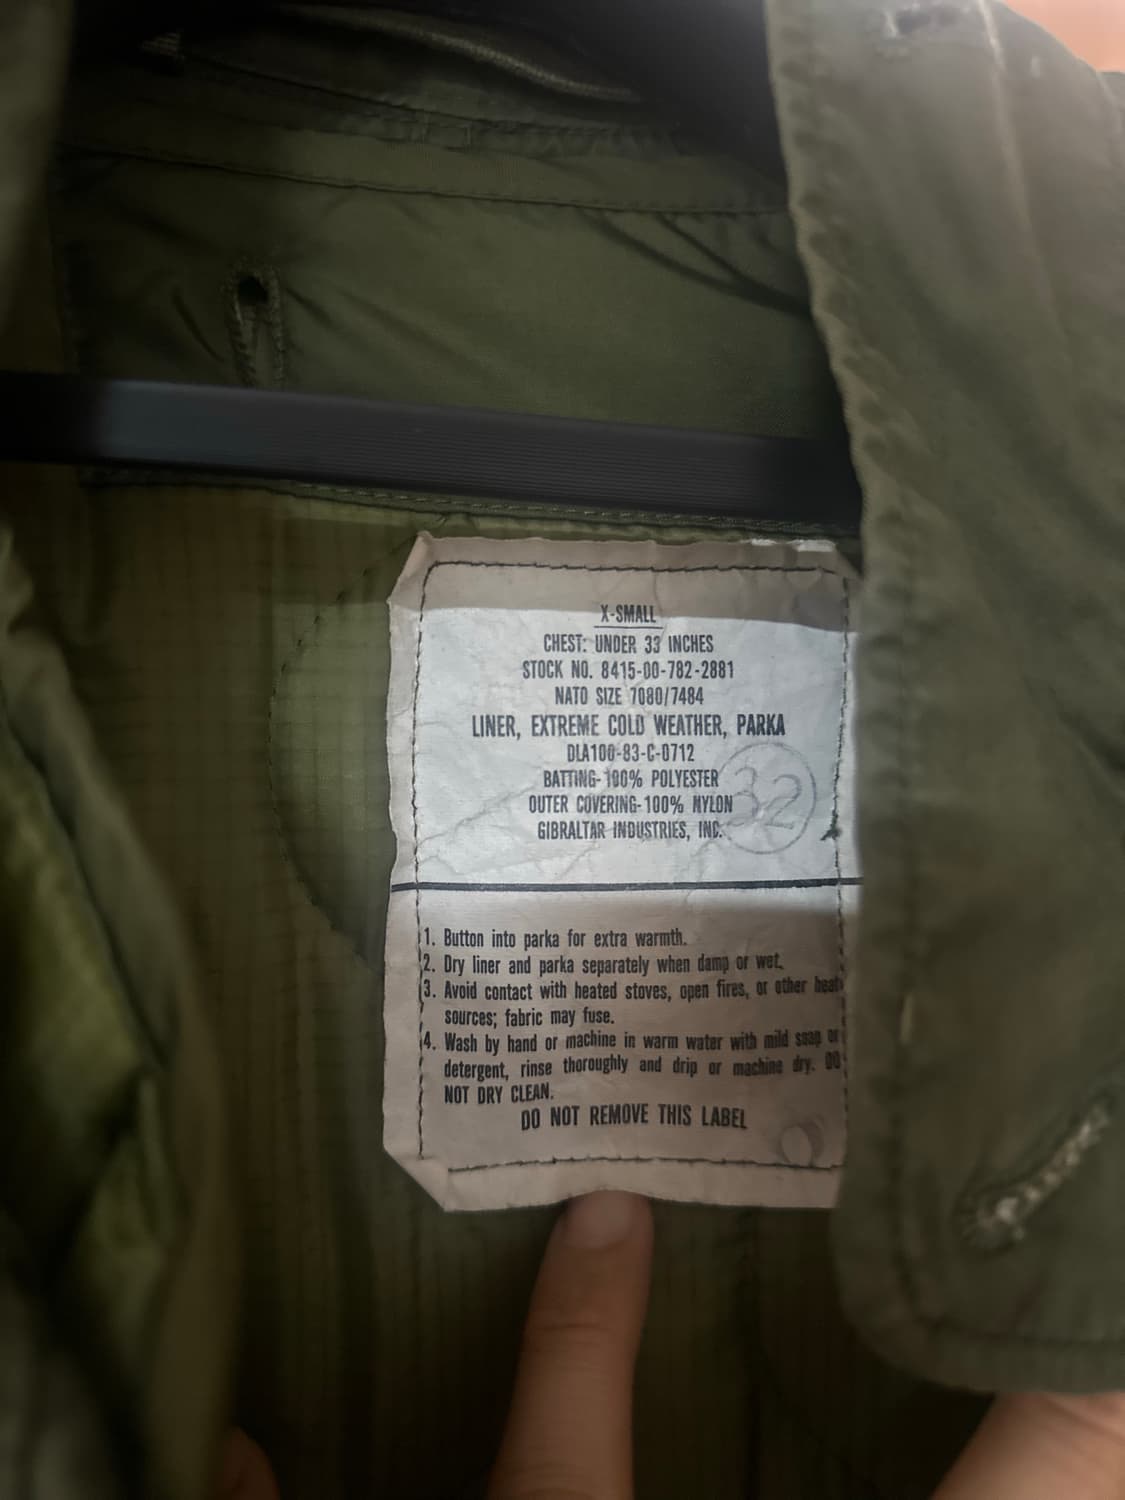 X-SMALL
CHEST: UNDER 33 INCHES
STOCK NO. 8415-00-782-2881
NATO SIZE 7080/7484
LINER, EXTREME COLD WEATHER, PARKA
DLA100-83-C-0712
BATTING-100% POLYESTER
OUTER COVERING-100% NYLON
GIBRALTAR INDUSTRIES, INC.
32
1. Button into parka for extra warmth.
2. Dry liner and parka separately when damp or wet.
3. Avoid contact with heated stoves, open fires, or other heat
sources; fabric may fuse.
4. Wash by hand or machine in warm water with mild soap or
detergent, rinse thoroughly and drip or machine dry. DO
NOT DRY CLEAN.
DO NOT REMOVE THIS LABEL